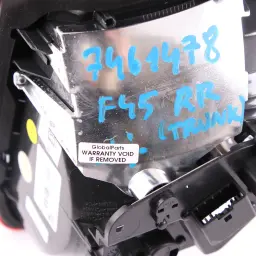 7461478
F45 RR
(TRUNK)
GlobalParts
WARRANTY VOID
IF REMOVED